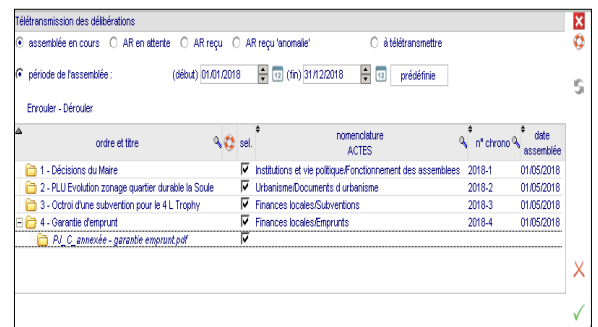 Télétransmission des délibérations
assemblée en cours AR en attente AR reçu AR reçu 'anomalie' à télétransmettre
période de l'assemblée : (début) 01/01/2018 12 (fin) 31/12/2018 12 prédéfinie
Enrouler - Dérouler
ordre et titre sel. nomenclature ACTES n° chrono date assemblée
1 - Décisions du Maire Institutions et vie politique/Fonctionnement des assemblees 2018-1 01/05/2018
2 - PLU Evolution zonage quartier durable la Soule Urbanisme/Documents d urbanisme 2018-2 01/05/2018
3 - Octroi d'une subvention pour le 4 L Trophy Finances locales/Subventions 2018-3 01/05/2018
4 - Garantie d'emprunt Finances locales/Emprunts 2018-4 01/05/2018
PJ_C_annexée - garantie emprunt.pdf